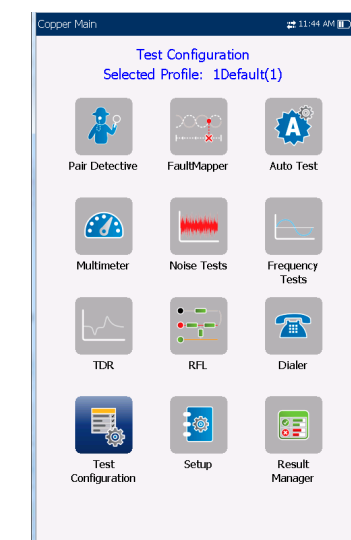 Copper Main
11:44 AM
Test Configuration
Selected Profile: 1Default(1)
Pair Detective
FaultMapper
A
Auto Test
Multimeter
Noise Tests
Frequency
Tests
TDR
RFL
Dialer
Test
Configuration
Setup
Result
Manager